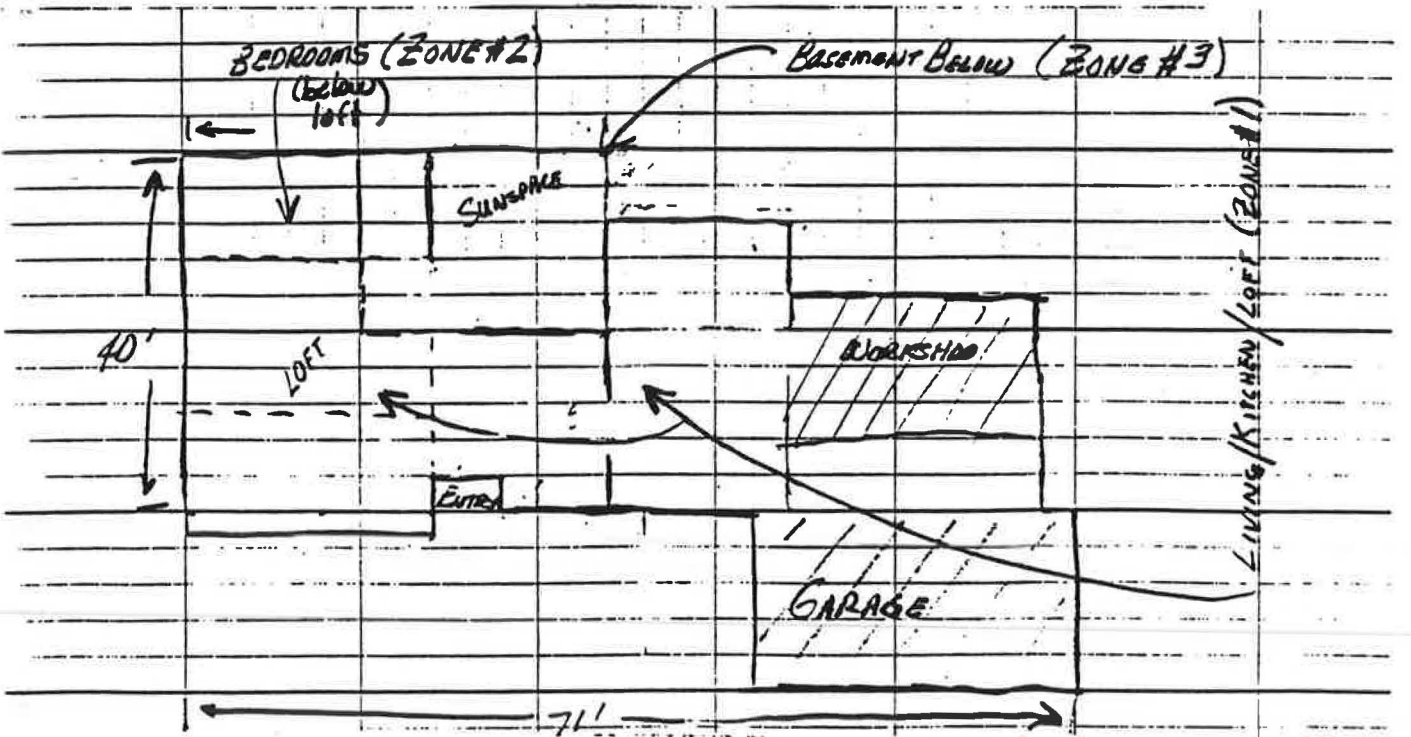 BEDROOMS (ZONE #2)
(below
loft)
BASEMENT BELOW (ZONE #3)
LIVING/KITCHEN/LOFT (ZONE #1)
SUNSPACE
40'
LOFT
WORKSHOP
ENTRY
GARAGE
71'